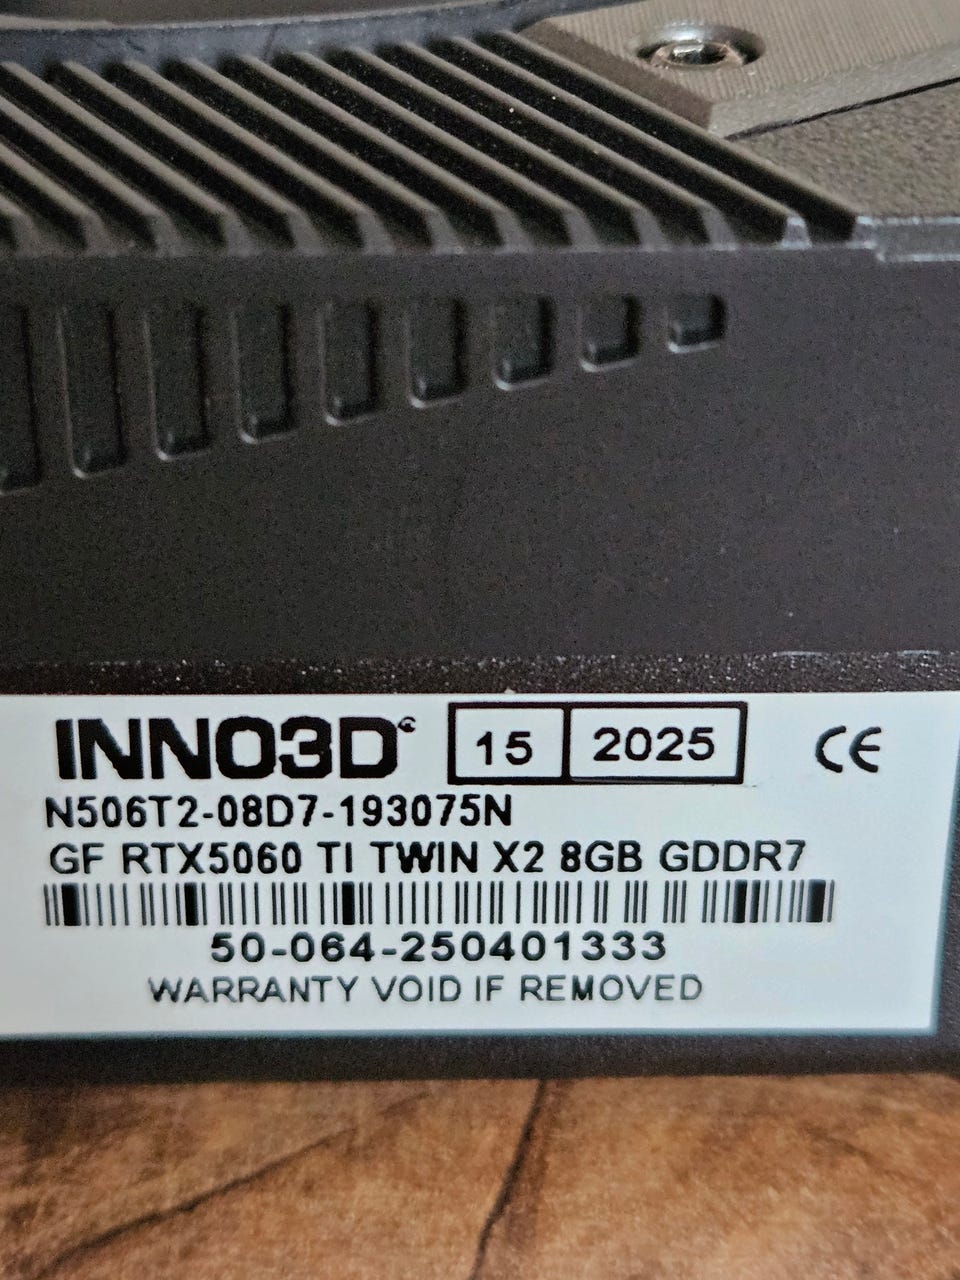 INNO3D 15 2025 CE
N506T2-08D7-193075N
GF RTX5060 TI TWIN X2 8GB GDDR7
50-064-250401333
WARRANTY VOID IF REMOVED